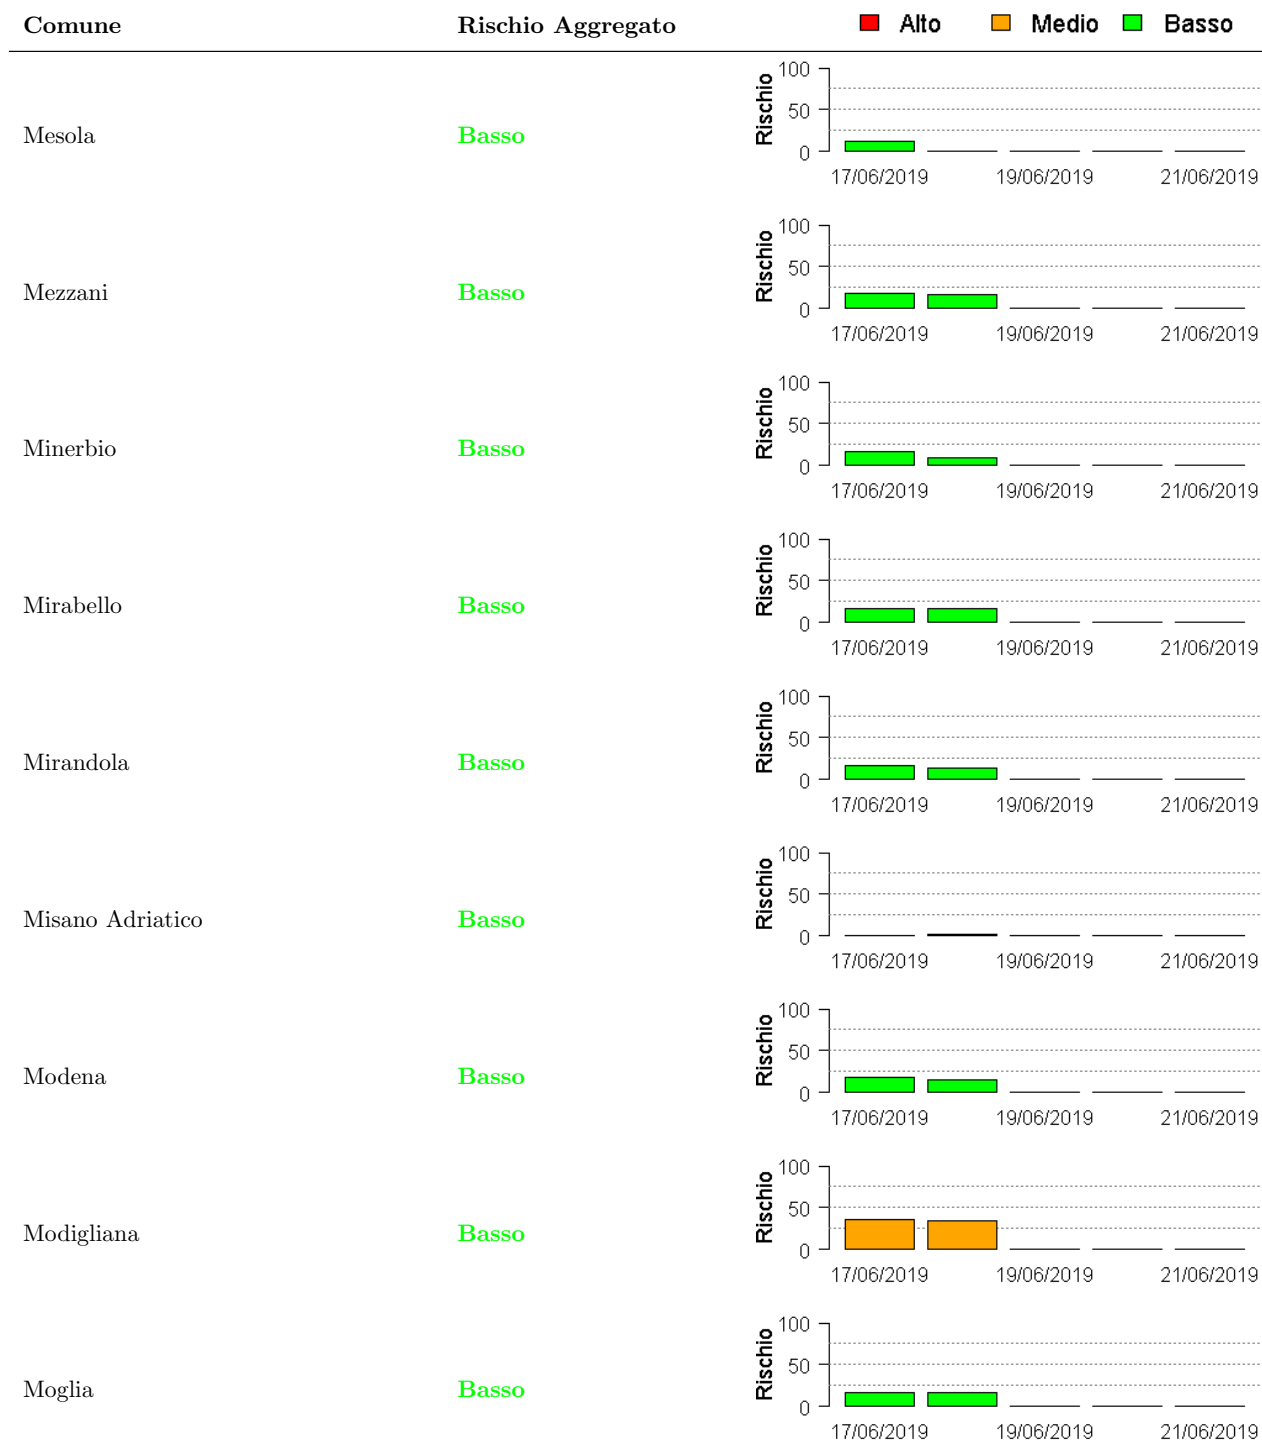 Comune Rischio Aggregato Alto Medio Basso
Mesola Basso
Rischio
100
50
0
17/06/2019 19/06/2019 21/06/2019
Mezzani Basso
Rischio
100
50
0
17/06/2019 19/06/2019 21/06/2019
Minerbio Basso
Rischio
100
50
0
17/06/2019 19/06/2019 21/06/2019
Mirabello Basso
Rischio
100
50
0
17/06/2019 19/06/2019 21/06/2019
Mirandola Basso
Rischio
100
50
0
17/06/2019 19/06/2019 21/06/2019
Misano Adriatico Basso
Rischio
100
50
0
17/06/2019 19/06/2019 21/06/2019
Modena Basso
Rischio
100
50
0
17/06/2019 19/06/2019 21/06/2019
Modigliana Basso
Rischio
100
50
0
17/06/2019 19/06/2019 21/06/2019
Moglia Basso
Rischio
100
50
0
17/06/2019 19/06/2019 21/06/2019